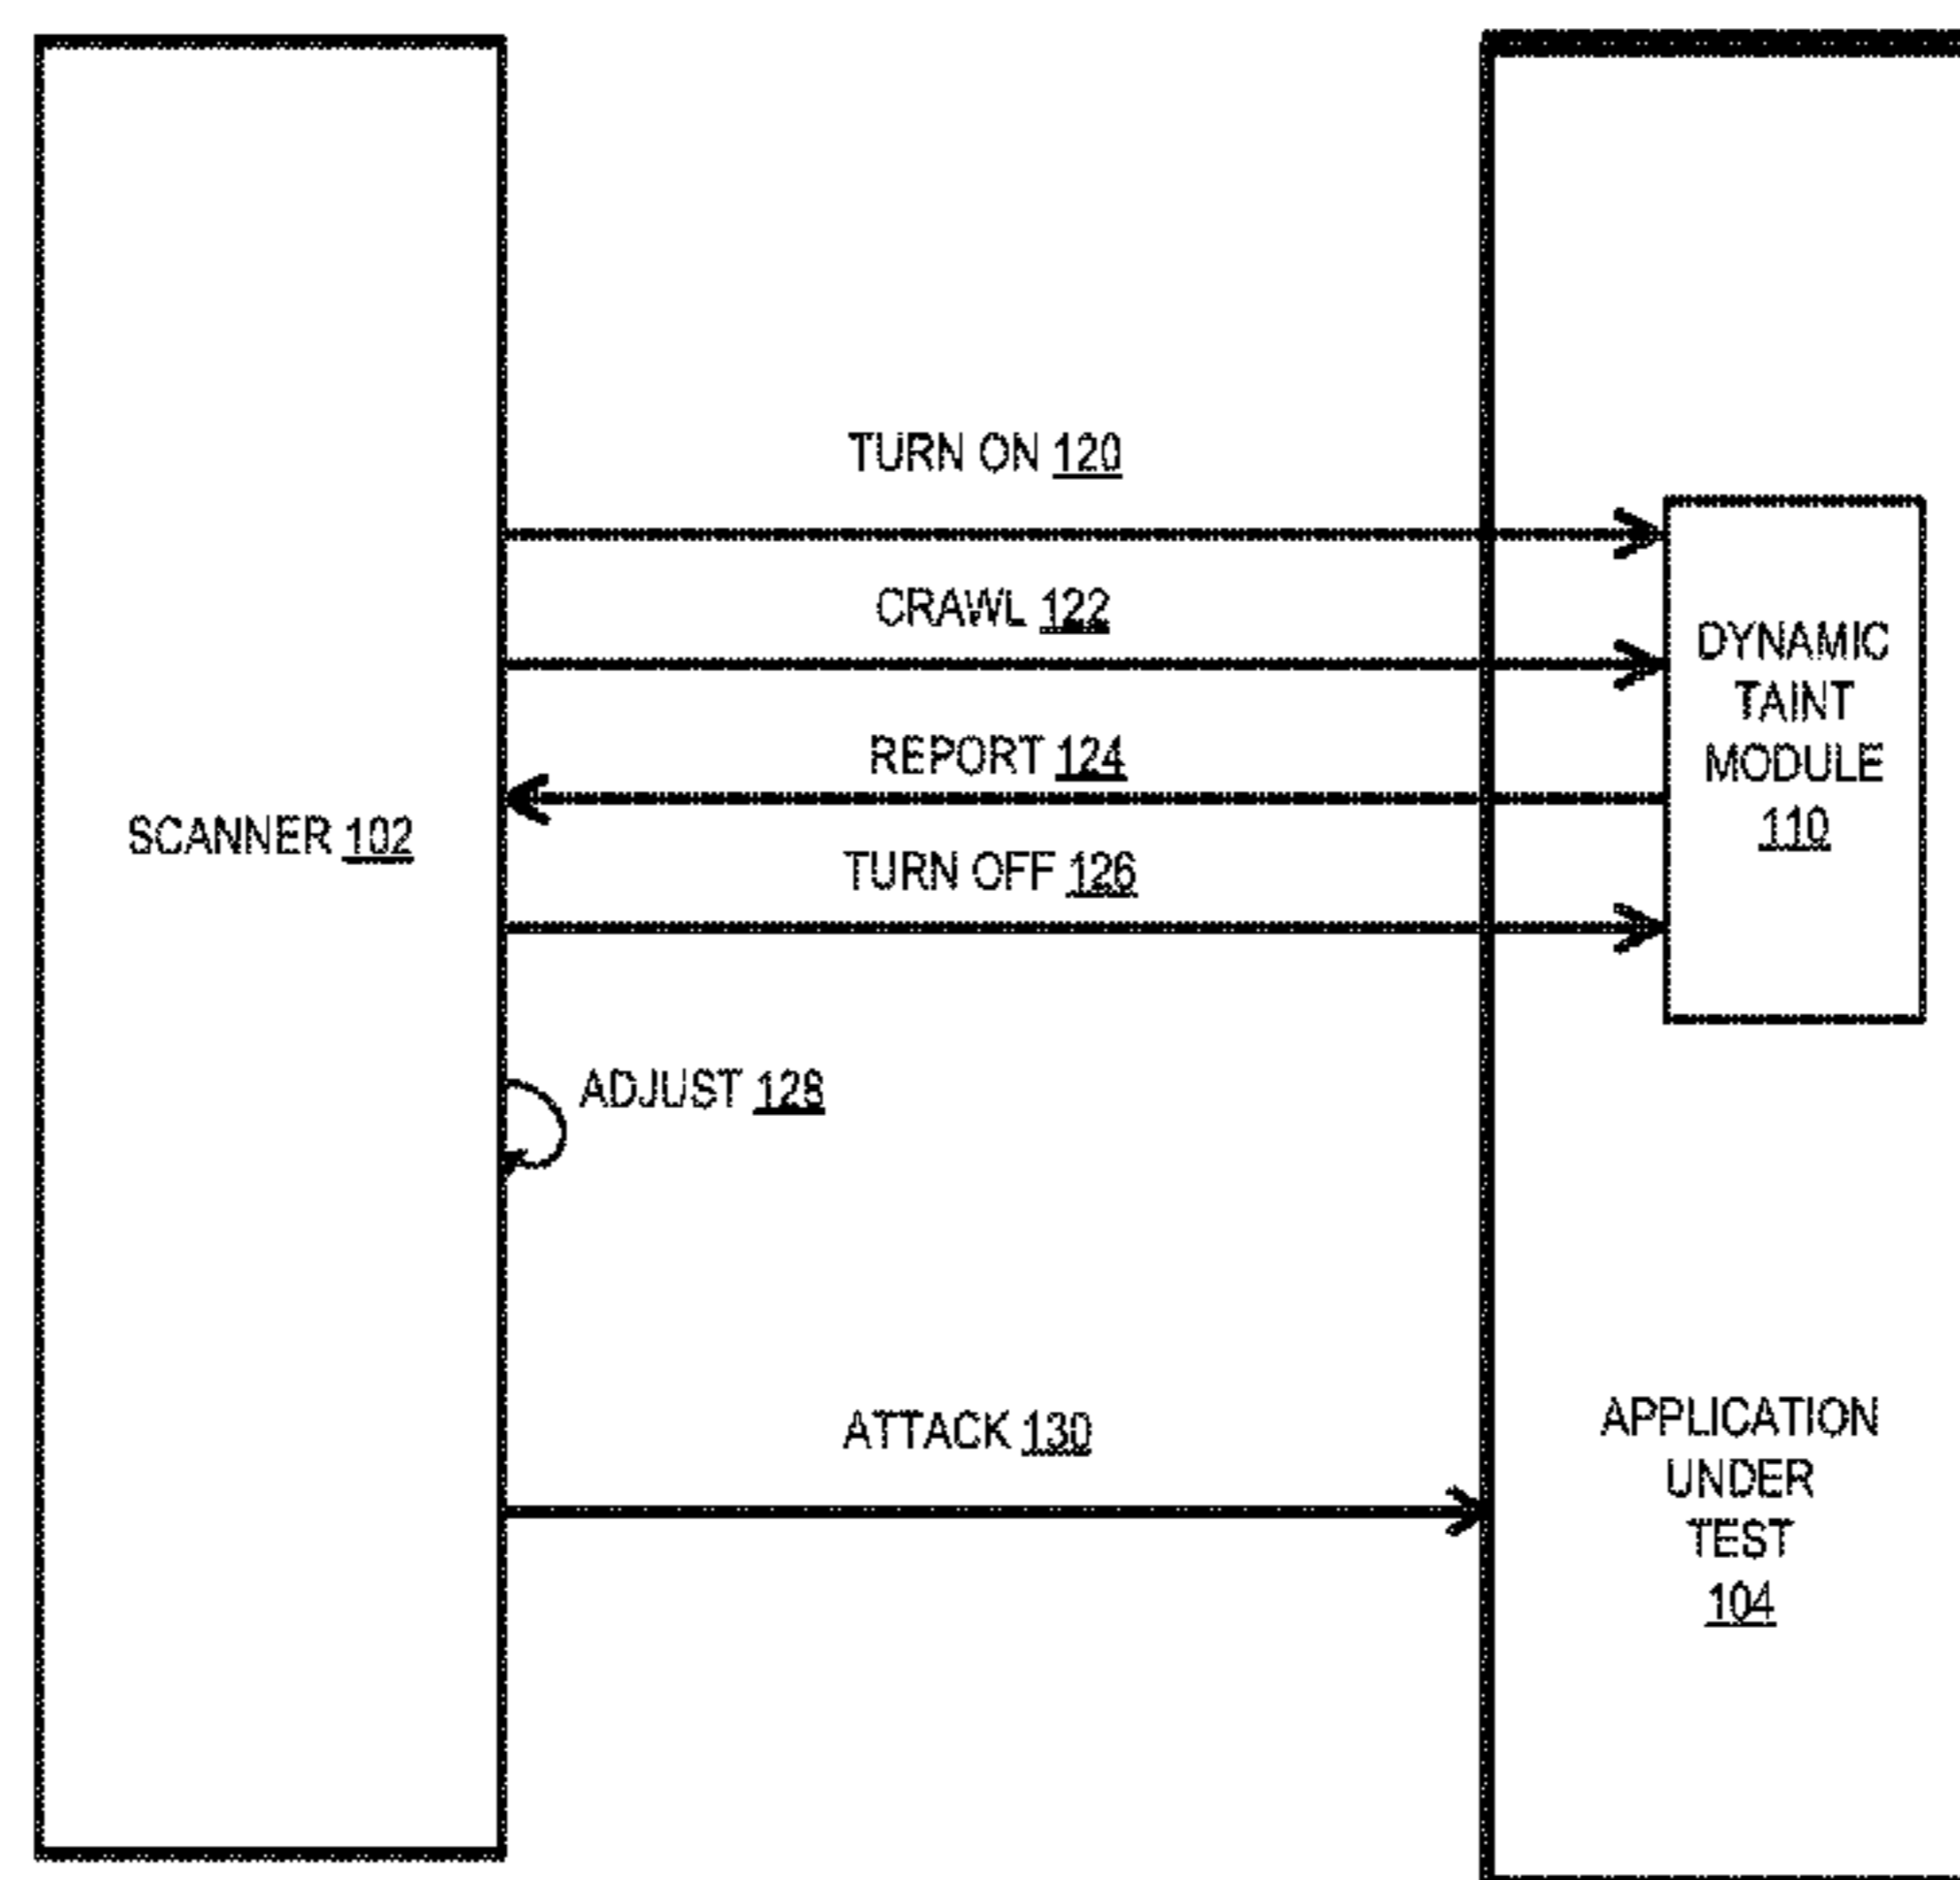 TURN ON 120
CRAWL 122
REPORT 124
TURN OFF 126
SCANNER 102
DYNAMIC
TAINT
MODULE
110
ADJUST 128
ATTACK 130
APPLICATION
UNDER
TEST
104